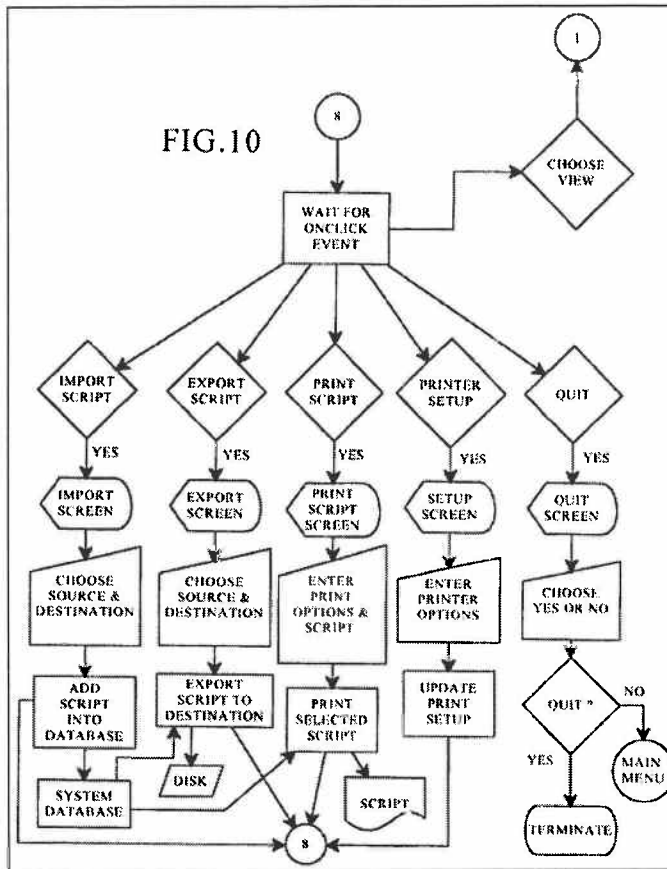 1
8
FIG.10
CHOOSE
VIEW
WAIT FOR
ONCLICK
EVENT
IMPORT
SCRIPT
EXPORT
SCRIPT
PRINT
SCRIPT
PRINTER
SETUP
QUIT
YES
YES
YES
YES
YES
IMPORT
SCREEN
EXPORT
SCREEN
PRINT
SCRIPT
SCREEN
SETUP
SCREEN
QUIT
SCREEN
CHOOSE
SOURCE &
DESTINATION
CHOOSE
SOURCE &
DESTINATION
ENTER
PRINT
OPTIONS &
SCRIPT
ENTER
PRINTER
OPTIONS
CHOOSE
YES OR NO
ADD
SCRIPT
INTO
DATABASE
EXPORT
SCRIPT TO
DESTINATION
PRINT
SELECTED
SCRIPT
UPDATE
PRINT
SETUP
QUIT
NO
YES
MAIN
MENU
SYSTEM
DATABASE
DISK
SCRIPT
8
TERMINATE